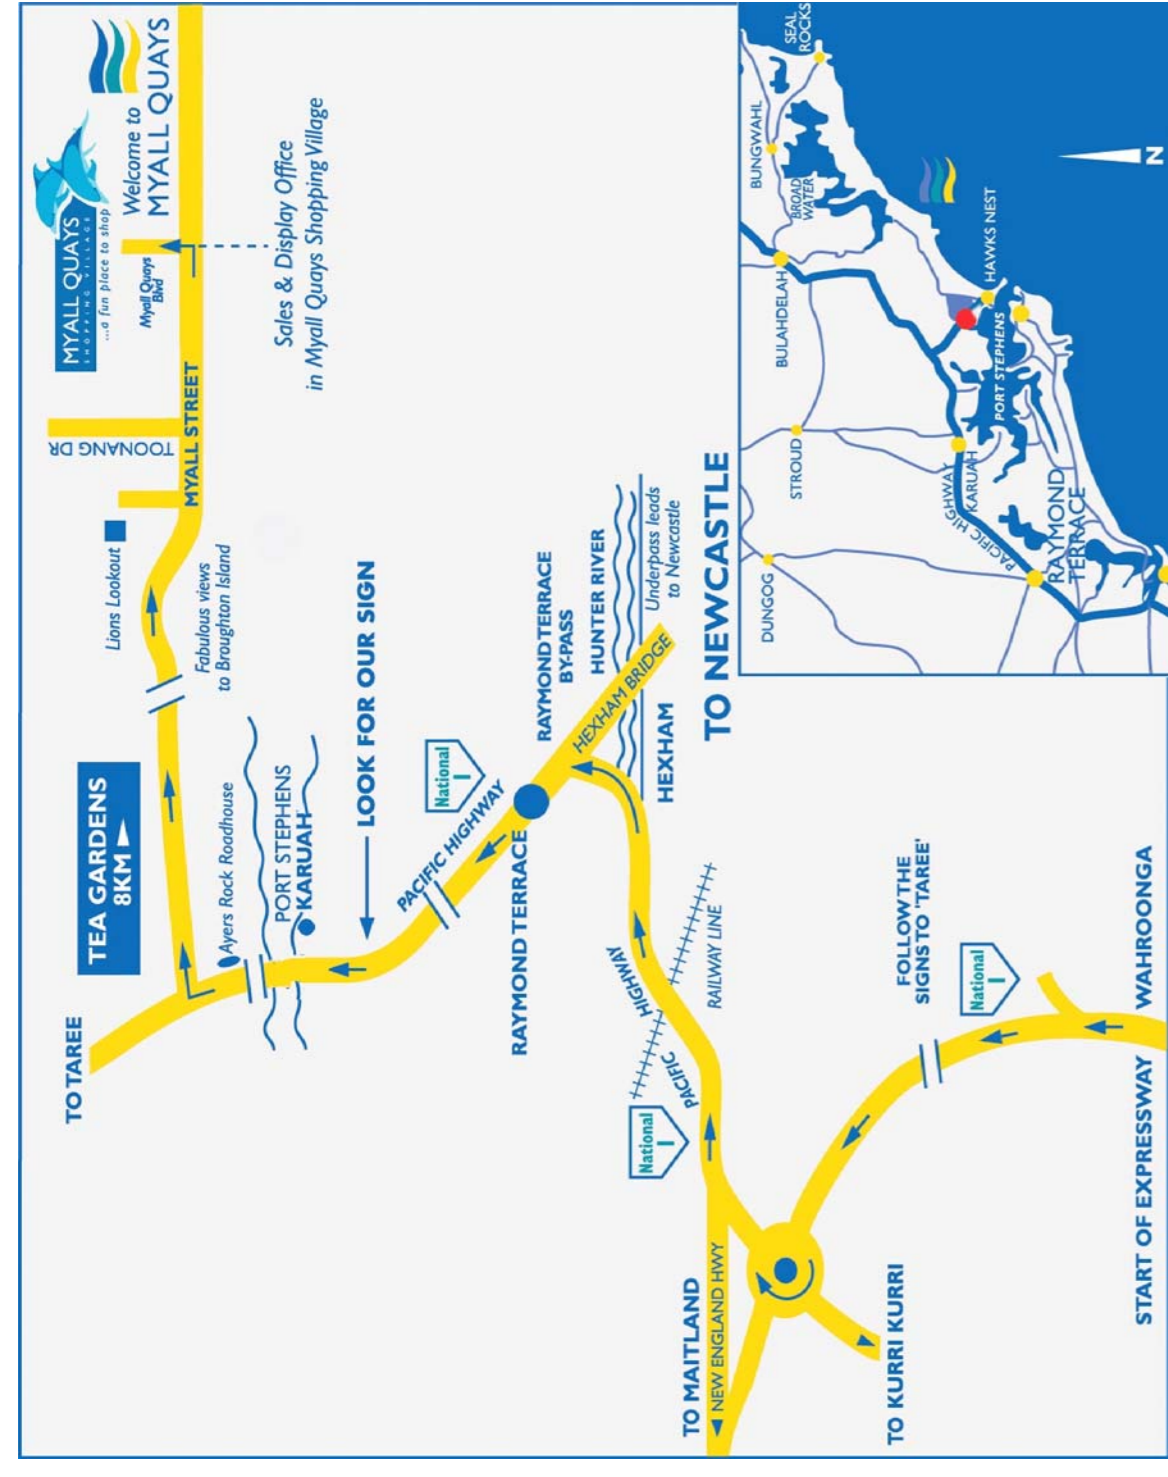 MYALL QUAYS
SHOPPING VILLAGE
...a fun place to shop
Welcome to
MYALL QUAYS
Myall Quays
Blvd
Sales & Display Office
in Myall Quays Shopping Village
TOONANG DR
MYALL STREET
Lions Lookout
Fabulous views
to Broughton Island
TEA GARDENS
8KM
TO TAREE
Ayers Rock Roadhouse
PORT STEPHENS
KARUAH
LOOK FOR OUR SIGN
PACIFIC HIGHWAY
National
1
RAYMOND TERRACE
RAYMOND TERRACE
BY-PASS
HUNTER RIVER
HEXHAM BRIDGE
Underpass leads
to Newcastle
HEXHAM
TO NEWCASTLE
PACIFIC HIGHWAY
RAILWAY LINE
National
1
TO MAITLAND
NEW ENGLAND HWY
TO KURRI KURRI
FOLLOW THE
SIGNS TO 'TAREE'
National
1
START OF EXPRESSWAY
WAHROONGA
SEAL
ROCKS
BUNGWAHL
BROAD
WATER
BULAHDELAH
HAWKS NEST
PORT STEPHENS
STROUD
KARUAH
PACIFIC HIGHWAY
RAYMOND
TERRACE
DUNGOG
N